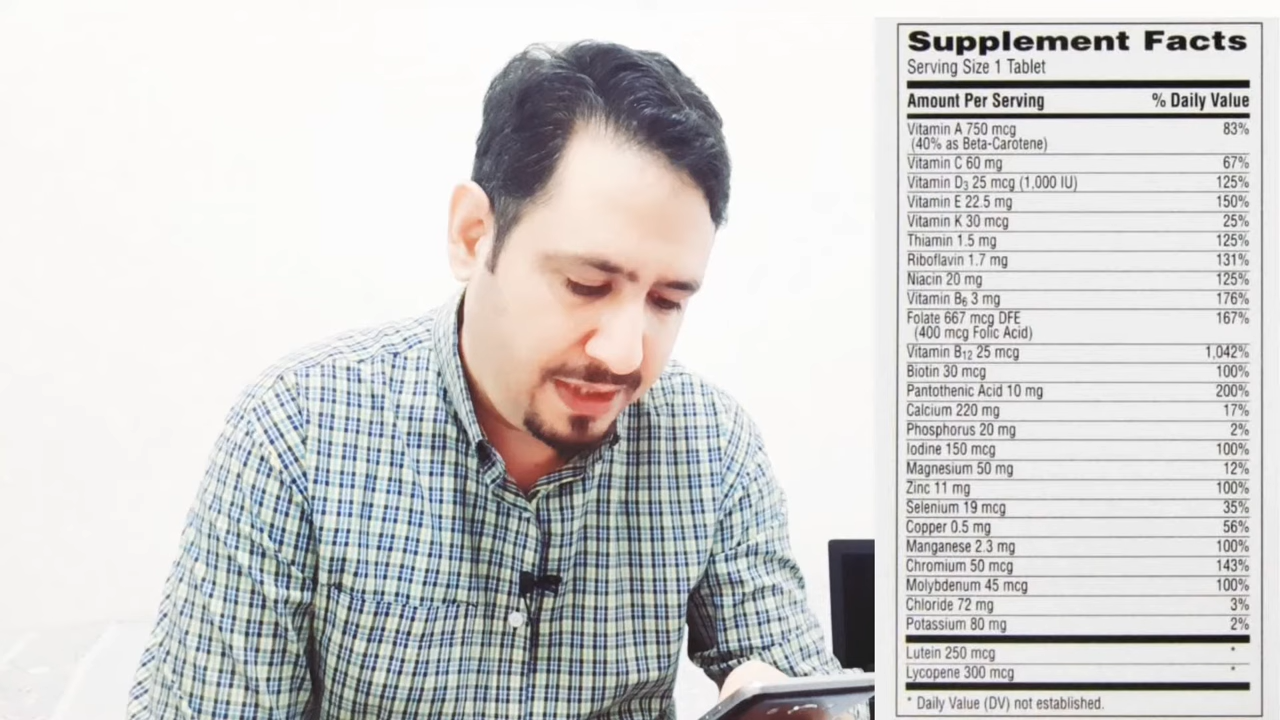 Supplement Facts
Serving Size 1 Tablet
Amount Per Serving % Daily Value
Vitamin A 750 mcg 83%
(40% as Beta-Carotene)
Vitamin C 60 mg 67%
Vitamin D₃ 25 mcg (1,000 IU) 125%
Vitamin E 22.5 mg 150%
Vitamin K 30 mcg 25%
Thiamin 1.5 mg 125%
Riboflavin 1.7 mg 131%
Niacin 20 mg 125%
Vitamin B₆ 3 mg 176%
Folate 667 mcg DFE 167%
(400 mcg Folic Acid)
Vitamin B₁₂ 25 mcg 1,042%
Biotin 30 mcg 100%
Pantothenic Acid 10 mg 200%
Calcium 220 mg 17%
Phosphorus 20 mg 2%
Iodine 150 mcg 100%
Magnesium 50 mg 12%
Zinc 11 mg 100%
Selenium 19 mcg 35%
Copper 0.5 mg 56%
Manganese 2.3 mg 100%
Chromium 50 mcg 143%
Molybdenum 45 mcg 100%
Chloride 72 mg 3%
Potassium 80 mg 2%
Lutein 250 mcg *
Lycopene 300 mcg *
* Daily Value (DV) not established.